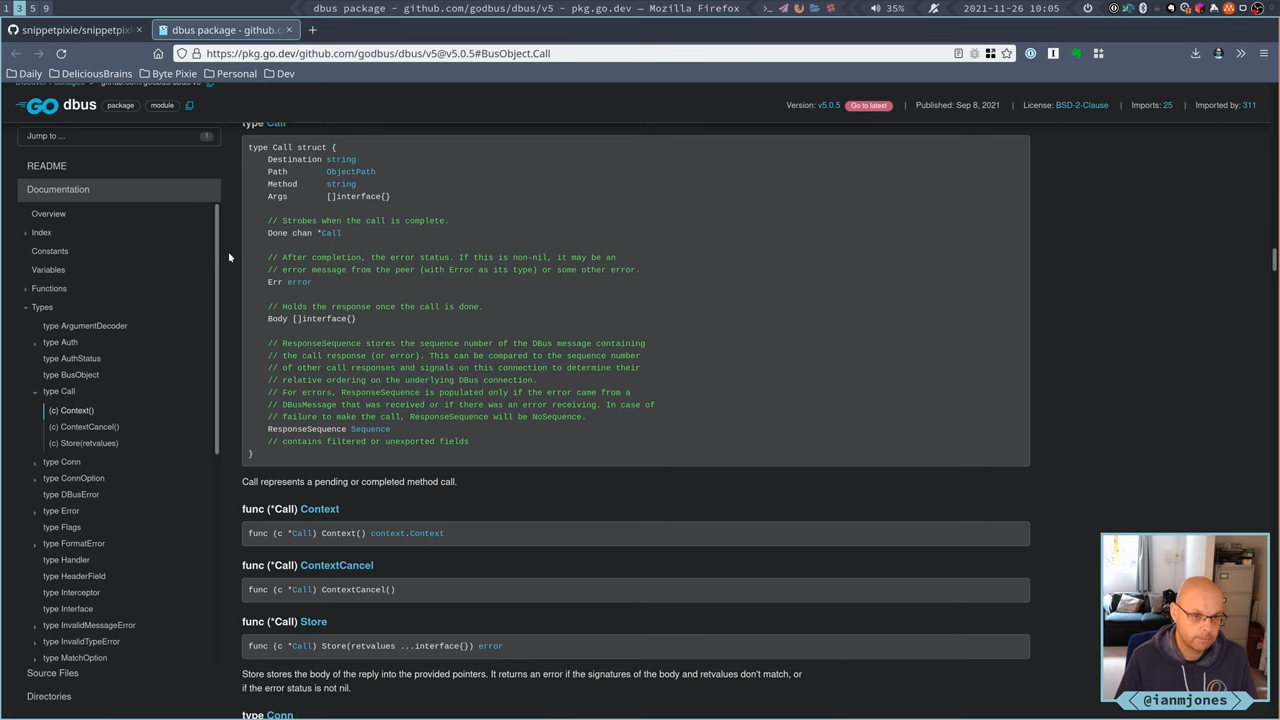 1 3 5 9
dbus package - github.com/godbus/dbus/v5 - pkg.go.dev — Mozilla Firefox
35%
2021-11-26 10:05
snippetpixie/snippetpixi
dbus package - github.c
https://pkg.go.dev/github.com/godbus/dbus/v5@v5.0.5#BusObject.Call
Daily DeliciousBrains Byte Pixie Personal Dev
GO dbus package module
Version: v5.0.5 Go to latest | Published: Sep 8, 2021 | License: BSD-2-Clause | Imports: 25 | Imported by: 311
Jump to ... f
README
Documentation
Overview
Index
Constants
Variables
Functions
Types
type ArgumentDecoder
type Auth
type AuthStatus
type BusObject
type Call
(c) Context()
(c) ContextCancel()
(c) Store(retvalues)
type Conn
type ConnOption
type DBusError
type Error
type Flags
type FormatError
type Handler
type HeaderField
type Interceptor
type Interface
type InvalidMessageError
type InvalidTypeError
type MatchOption
Source Files
Directories
type Call
type Call struct {
Destination string
Path ObjectPath
Method string
Args []interface{}
// Strobes when the call is complete.
Done chan *Call
// After completion, the error status. If this is non-nil, it may be an
// error message from the peer (with Error as its type) or some other error.
Err error
// Holds the response once the call is done.
Body []interface{}
// ResponseSequence stores the sequence number of the DBus message containing
// the call response (or error). This can be compared to the sequence number
// of other call responses and signals on this connection to determine their
// relative ordering on the underlying DBus connection.
// For errors, ResponseSequence is populated only if the error came from a
// DBusMessage that was received or if there was an error receiving. In case of
// failure to make the call, ResponseSequence will be NoSequence.
ResponseSequence Sequence
// contains filtered or unexported fields
}
Call represents a pending or completed method call.
func (*Call) Context
func (c *Call) Context() context.Context
func (*Call) ContextCancel
func (c *Call) ContextCancel()
func (*Call) Store
func (c *Call) Store(retvalues ...interface{}) error
Store stores the body of the reply into the provided pointers. It returns an error if the signatures of the body and retvalues don't match, or
if the error status is not nil.
type Conn
@ianmjones